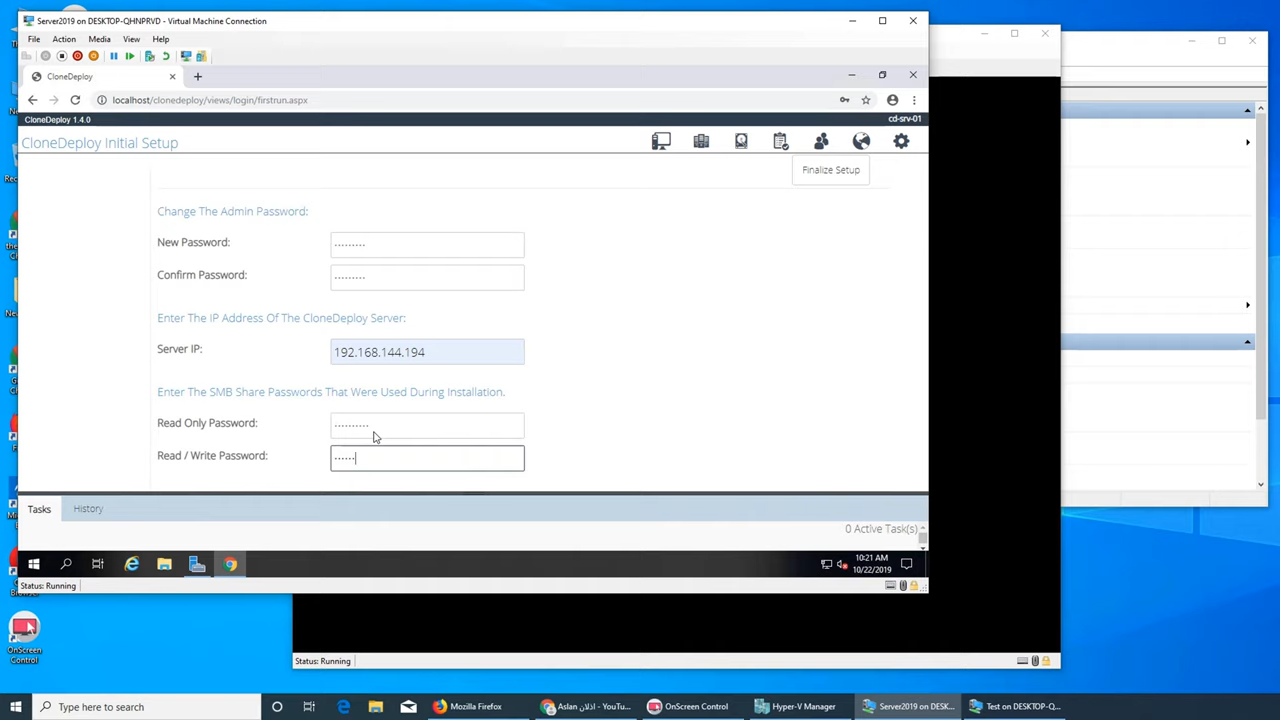 Server2019 on DESKTOP-QHNPRVD - Virtual Machine Connection
File Action Media View Help
CloneDeploy
localhost/clonedeploy/views/login/firstrun.aspx
CloneDeploy 1.4.0
cd-srv-01
CloneDeploy Initial Setup
Finalize Setup
Change The Admin Password:
New Password:
Confirm Password:
Enter The IP Address Of The CloneDeploy Server:
Server IP:
192.168.144.194
Enter The SMB Share Passwords That Were Used During Installation.
Read Only Password:
Read / Write Password:
Tasks
History
0 Active Task(s)
10:21 AM
10/22/2019
Status: Running
OnScreen
Control
Status: Running
Type here to search
Mozilla Firefox
Aslan - اذلان YouTu...
OnScreen Control
Hyper-V Manager
Server2019 on DESK...
Test on DESKTOP-Q...